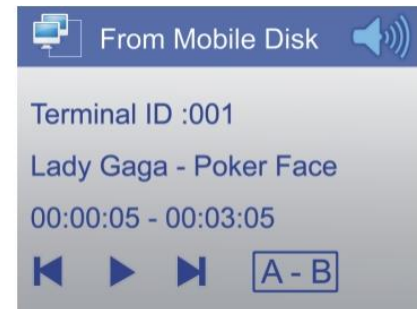 From Mobile Disk
Terminal ID :001
Lady Gaga - Poker Face
00:00:05 - 00:03:05
A - B